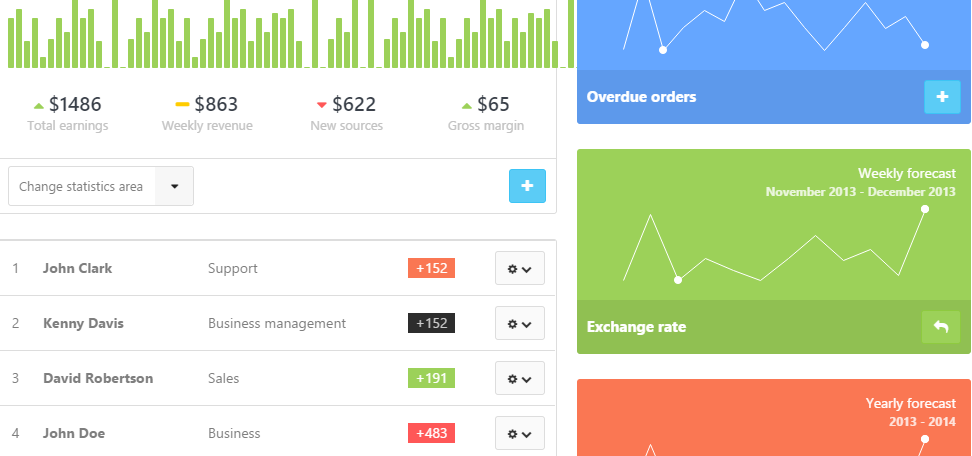 $1486
Total earnings
$863
Weekly revenue
$622
New sources
$65
Gross margin
Change statistics area
1 John Clark Support +152
2 Kenny Davis Business management +152
3 David Robertson Sales +191
4 John Doe Business +483
Overdue orders
Weekly forecast
November 2013 - December 2013
Exchange rate
Yearly forecast
2013 - 2014